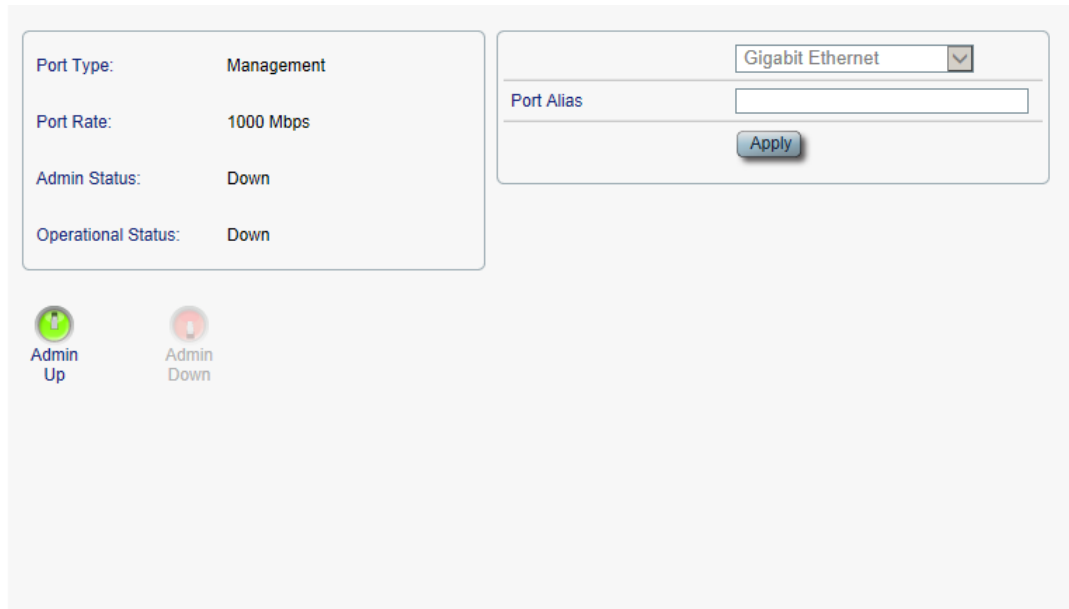 Port Type: Management
Port Rate: 1000 Mbps
Admin Status: Down
Operational Status: Down
Gigabit Ethernet
Port Alias
Apply
Admin
Up
Admin
Down